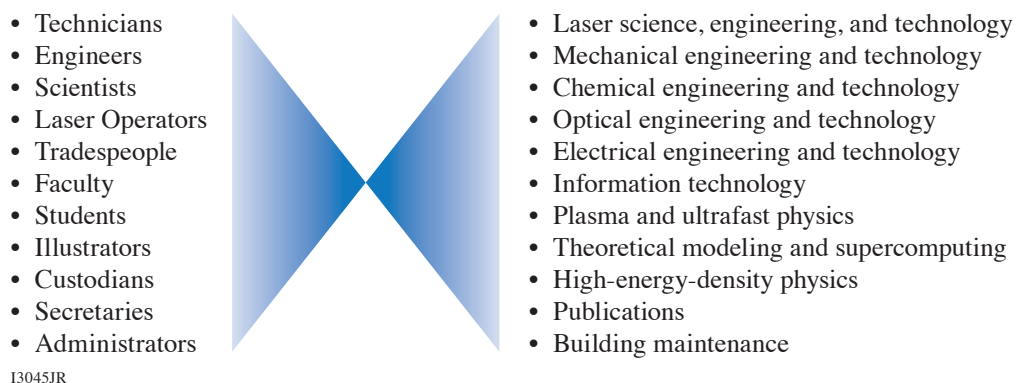 • Technicians
• Engineers
• Scientists
• Laser Operators
• Tradespeople
• Faculty
• Students
• Illustrators
• Custodians
• Secretaries
• Administrators
• Laser science, engineering, and technology
• Mechanical engineering and technology
• Chemical engineering and technology
• Optical engineering and technology
• Electrical engineering and technology
• Information technology
• Plasma and ultrafast physics
• Theoretical modeling and supercomputing
• High-energy-density physics
• Publications
• Building maintenance
I3045JR